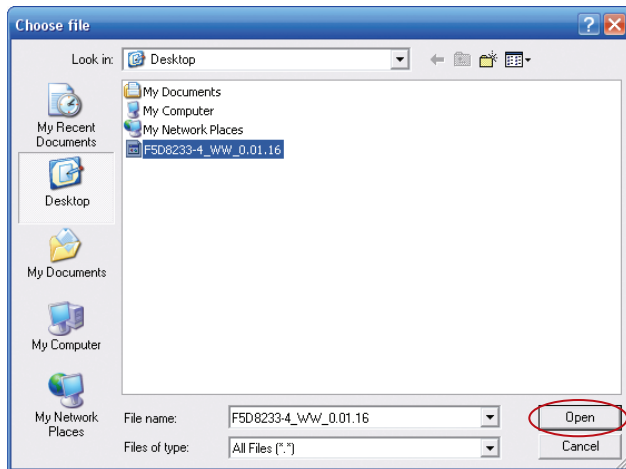 Choose file
Look in:
Desktop
My Recent
Documents
Desktop
My Documents
My Computer
My Network
Places
My Documents
My Computer
My Network Places
F5D8233-4_WW_0.01.16
File name:
F5D8233-4_WW_0.01.16
Open
Files of type:
All Files (*.*)
Cancel